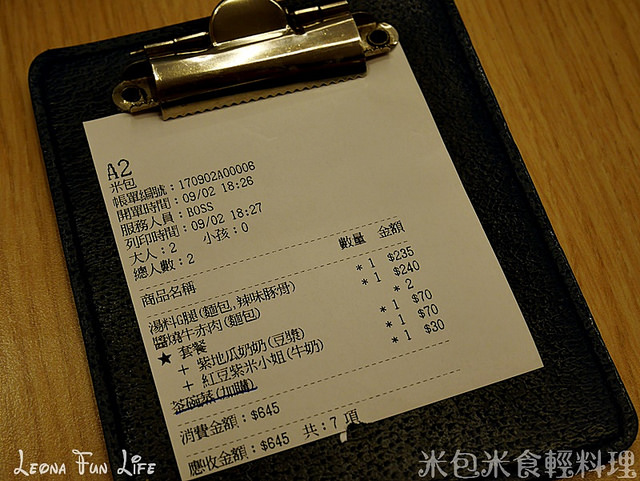 A2
米包
帳單編號：170902A00006
開單時間：09/02 18:26
服務人員：BOSS
列印時間：09/02 18:27
大人：2 小孩：0
總人數：2
商品名稱 數量 金額
湯料G腿(麵包,辣味豚骨) * 1 $235
醬燒牛赤肉(麵包) * 1 $240
★ 套餐 * 2
+ 紫地瓜奶奶(豆漿) * 1 $70
+ 紅豆紫米小姐(牛奶) * 1 $70
茶碗蒸(加購) * 1 $30
消費金額：$645
應收金額：$645 共：7 項
Leona Fun Life
米包米食輕料理